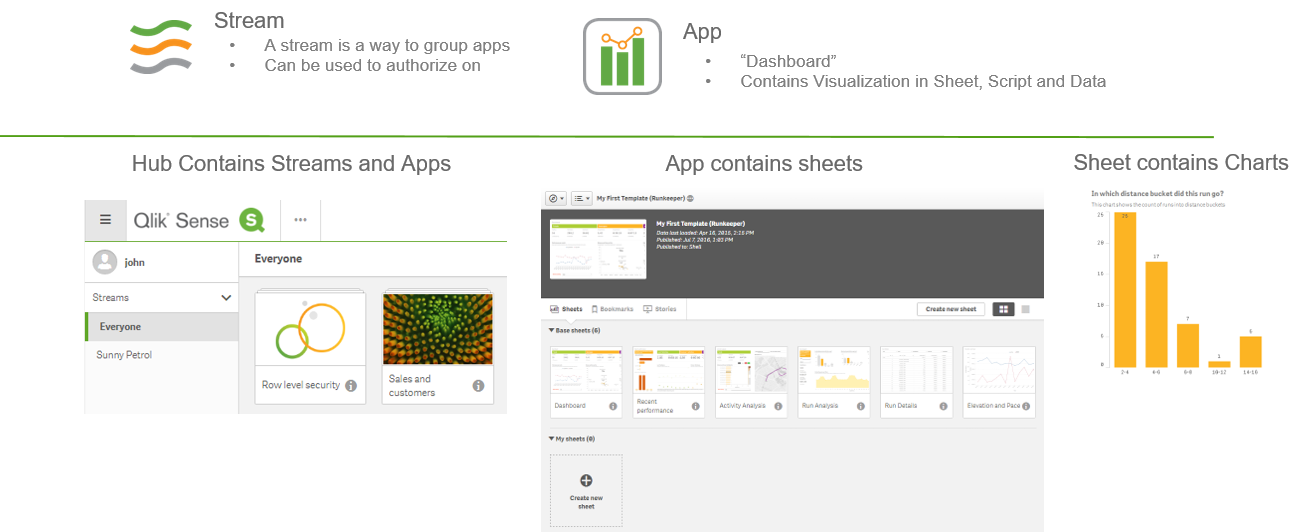 Stream
• A stream is a way to group apps
• Can be used to authorize on
App
• “Dashboard”
• Contains Visualization in Sheet, Script and Data
Hub Contains Streams and Apps
Qlik Sense
john
Streams
Everyone
Sunny Petrol
Everyone
Row level security
Sales and
customers
App contains sheets
My First Template (Runkeeper)
My First Template (Runkeeper)
Data last loaded: Apr 16, 2016, 2:16 PM
Published: Jul 7, 2016, 1:03 PM
Published to: Shell
Sheets Bookmarks Stories
Create new sheet
Base sheets (6)
Dashboard
Recent
performance
Activity Analysis
Run Analysis
Run Details
Elevation and Pace
My sheets (0)
Create new
sheet
Sheet contains Charts
In which distance bucket did this run go?
This chart shows the count of runs into distance buckets
25
20
15
10
5
0
25
17
7
1
5
2-4 4-6 6-8 10-12 14-16